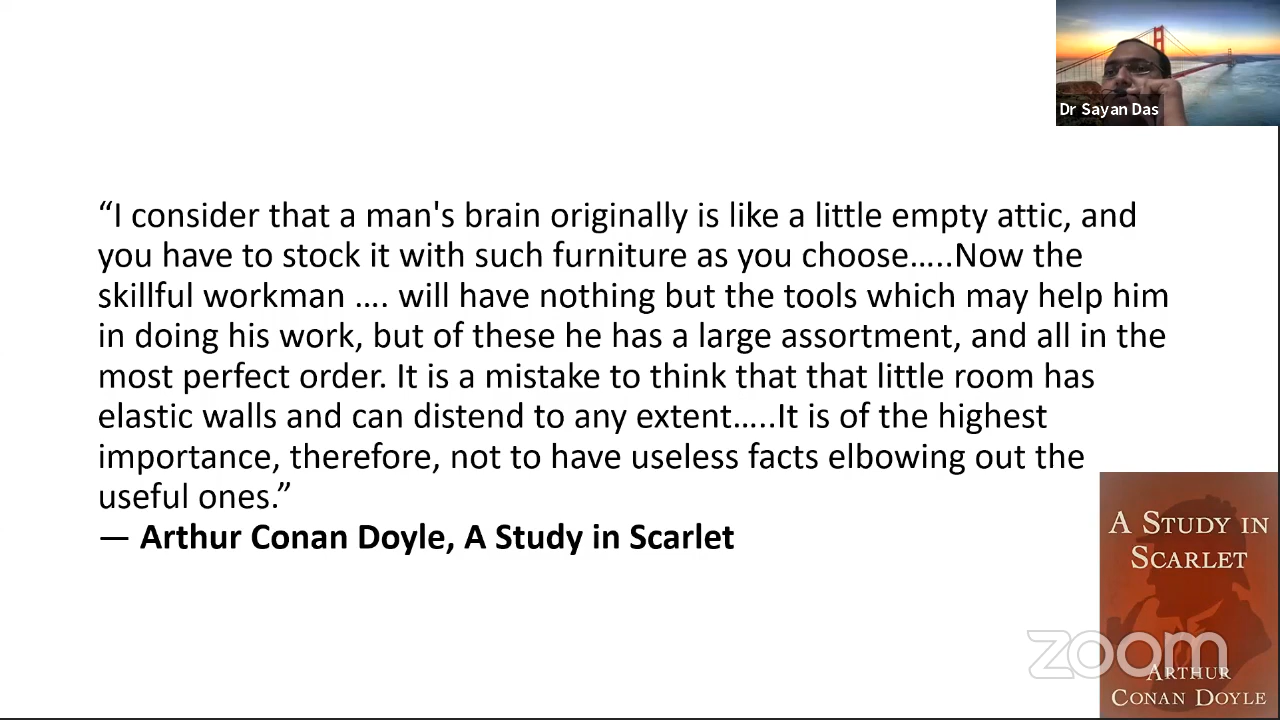 Dr Sayan Das
“I consider that a man's brain originally is like a little empty attic, and
you have to stock it with such furniture as you choose…..Now the
skillful workman …. will have nothing but the tools which may help him
in doing his work, but of these he has a large assortment, and all in the
most perfect order. It is a mistake to think that that little room has
elastic walls and can distend to any extent…..It is of the highest
importance, therefore, not to have useless facts elbowing out the
useful ones.”
— Arthur Conan Doyle, A Study in Scarlet
A STUDY IN
SCARLET
zoom
ARTHUR
CONAN DOYLE